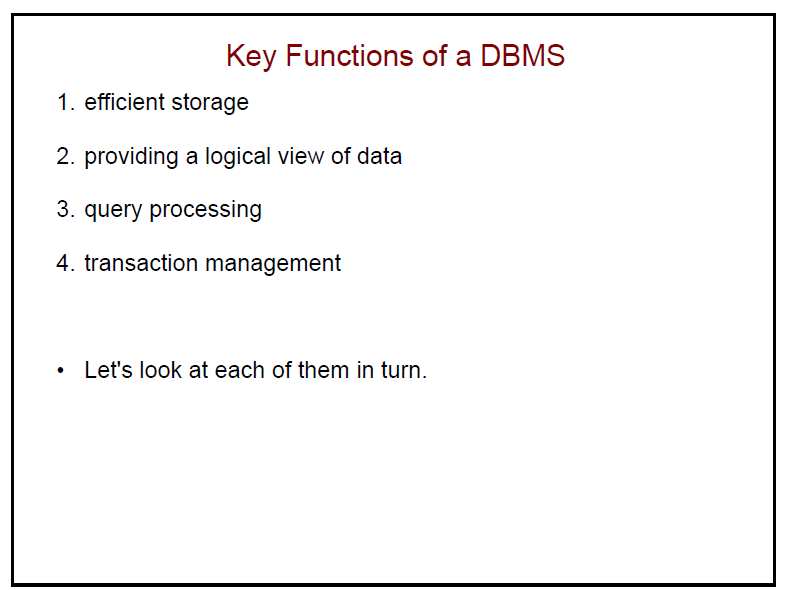 Key Functions of a DBMS
1. efficient storage
2. providing a logical view of data
3. query processing
4. transaction management
• Let's look at each of them in turn.